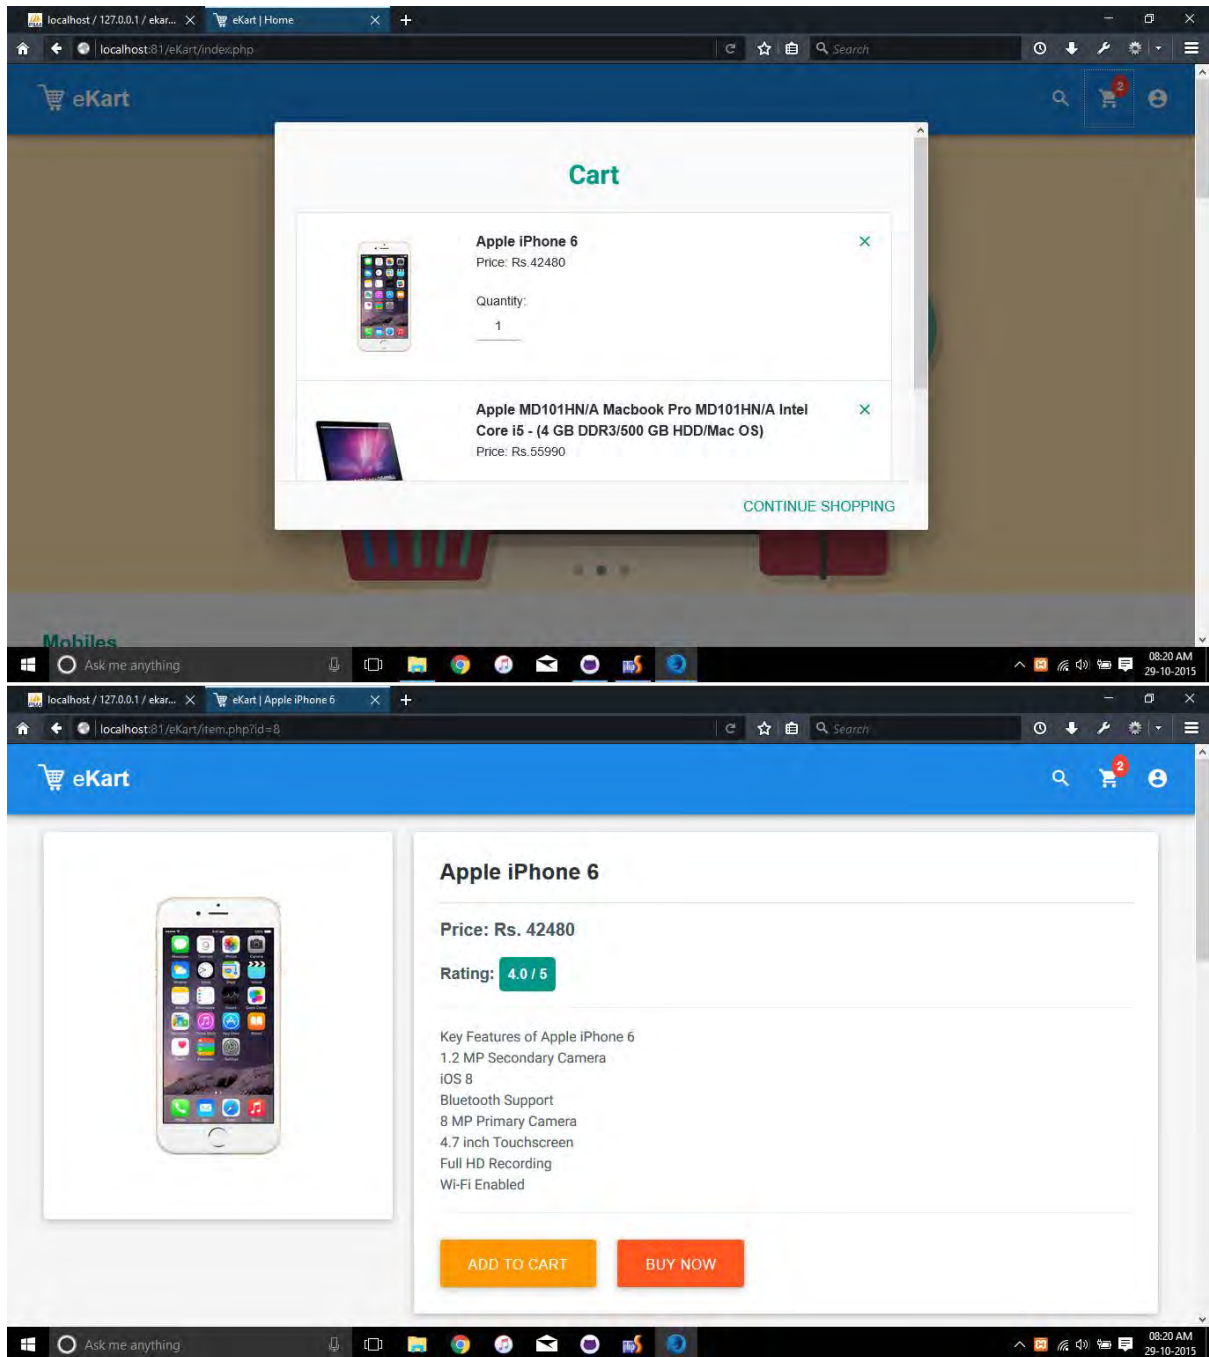 localhost / 127.0.0.1 / ekar...
eKart | Home
localhost:81/eKart/index.php
Search
eKart
2
Cart
Apple iPhone 6
Price: Rs.42480
Quantity:
1
Apple MD101HN/A Macbook Pro MD101HN/A Intel
Core i5 - (4 GB DDR3/500 GB HDD/Mac OS)
Price: Rs.55990
CONTINUE SHOPPING
Mobiles
Ask me anything
08:20 AM
29-10-2015
localhost / 127.0.0.1 / ekar...
eKart | Apple iPhone 6
localhost:81/eKart/item.php?id=8
Search
eKart
2
Apple iPhone 6
Price: Rs. 42480
Rating: 4.0 / 5
Key Features of Apple iPhone 6
1.2 MP Secondary Camera
iOS 8
Bluetooth Support
8 MP Primary Camera
4.7 inch Touchscreen
Full HD Recording
Wi-Fi Enabled
ADD TO CART
BUY NOW
Ask me anything
08:20 AM
29-10-2015